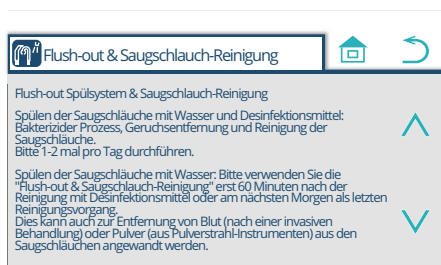 Flush-out & Saugschlauch-Reinigung
Flush-out Spülsystem & Saugschlauch-Reinigung
Spülen der Saugschläuche mit Wasser und Desinfektionsmittel:
Bakterizider Prozess, Geruchsentfernung und Reinigung der
Saugschläuche.
Bitte 1-2 mal pro Tag durchführen.
Spülen der Saugschläuche mit Wasser: Bitte verwenden Sie die
"Flush-out & Saugschlauch-Reinigung" erst 60 Minuten nach der
Reinigung mit Desinfektionsmittel oder am nächsten Morgen als letzten
Reinigungsvorgang.
Dies kann auch zur Entfernung von Blut (nach einer invasiven
Behandlung) oder Pulver (aus Pulverstrahl-Instrumenten) aus den
Saugschläuchen angewandt werden.